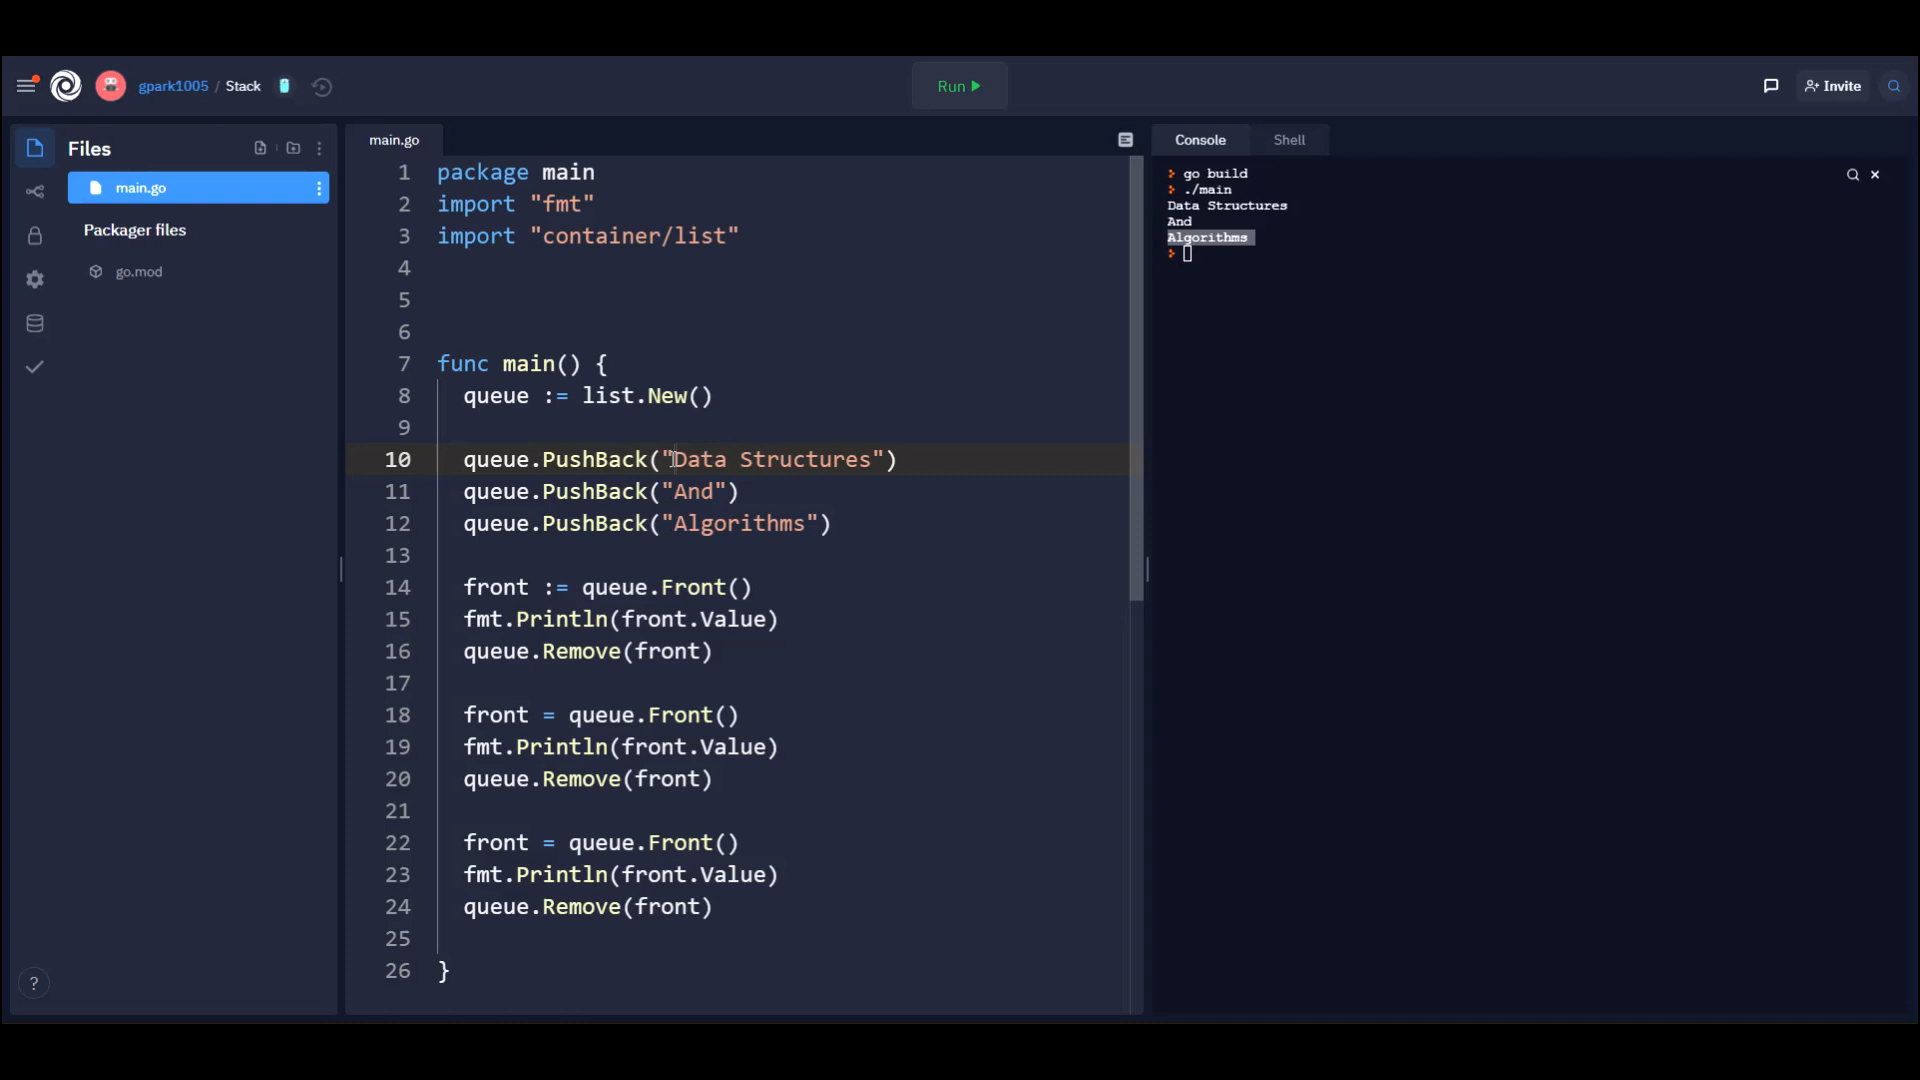 gpark1005 / Stack
Run
Invite
Files
main.go
Packager files
go.mod
main.go
1 package main
2 import "fmt"
3 import "container/list"
4
5
6
7 func main() {
8 queue := list.New()
9
10 queue.PushBack("Data Structures")
11 queue.PushBack("And")
12 queue.PushBack("Algorithms")
13
14 front := queue.Front()
15 fmt.Println(front.Value)
16 queue.Remove(front)
17
18 front = queue.Front()
19 fmt.Println(front.Value)
20 queue.Remove(front)
21
22 front = queue.Front()
23 fmt.Println(front.Value)
24 queue.Remove(front)
25
26 }
Console Shell
go build
./main
Data Structures
And
Algorithms
?